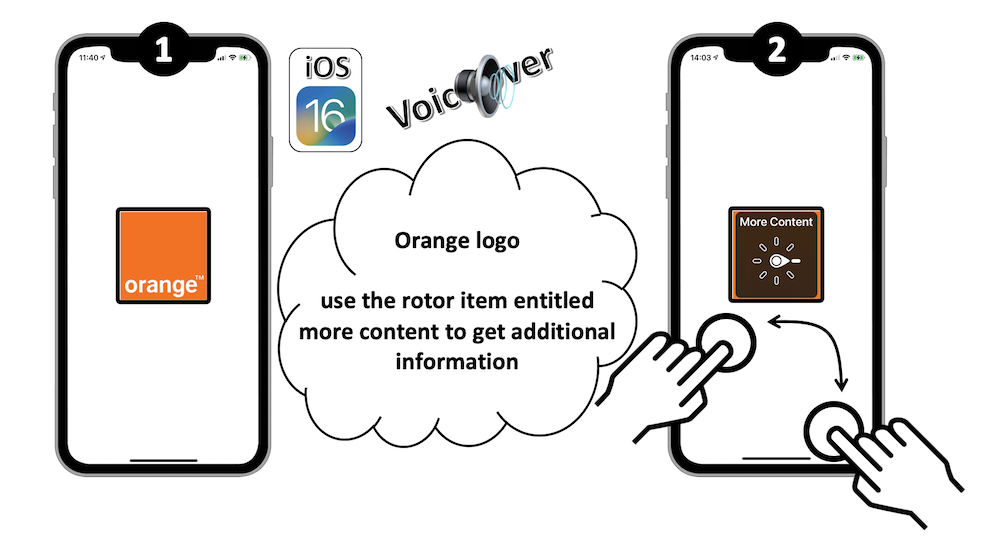 1
11:40
orange™
iOS
16
VoiceOver
Orange logo
use the rotor item entitled
more content to get additional
information
2
14:03
More Content